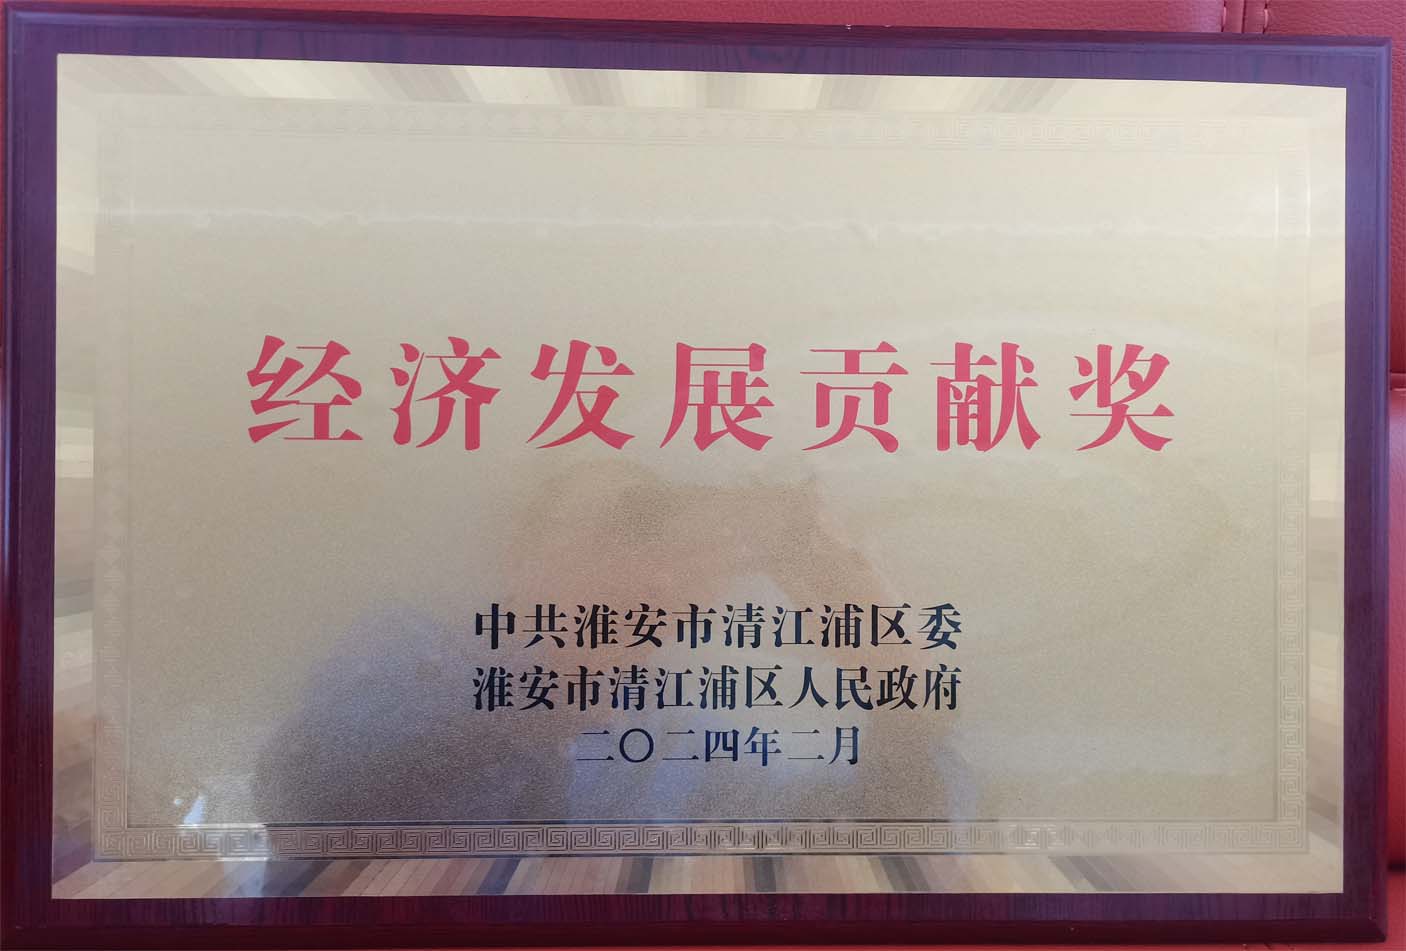 经济发展贡献奖
中共淮安市清江浦区委
淮安市清江浦区人民政府
二〇二四年二月